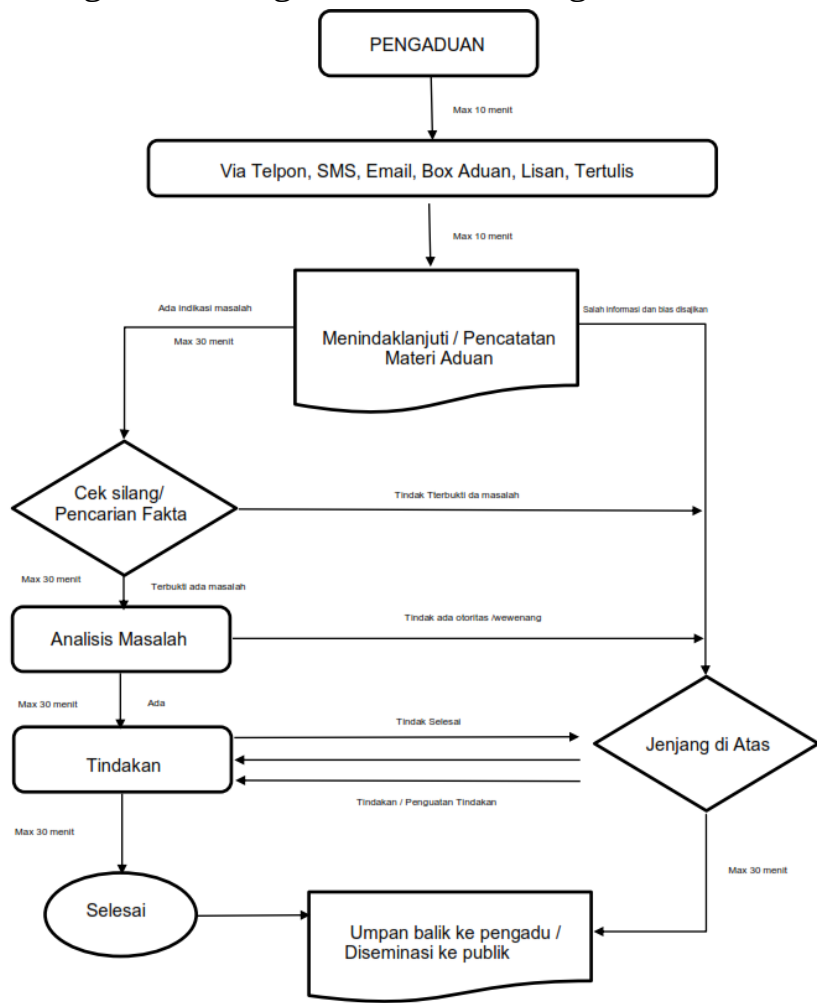 PENGADUAN
Max 10 menit
Via Telpon, SMS, Email, Box Aduan, Lisan, Tertulis
Max 10 menit
Ada indikasi masalah
Salah informasi dan bias disajikan
Max 30 menit
Menindaklanjuti / Pencatatan
Materi Aduan
Cek silang/
Pencarian Fakta
Tindak Tterbukti da masalah
Max 30 menit
Terbukti ada masalah
Analisis Masalah
Tindak ada otoritas /wewenang
Max 30 menit
Ada
Tindak Selesai
Jenjang di Atas
Tindakan
Tindakan / Penguatan Tindakan
Max 30 menit
Max 30 menit
Selesai
Umpan balik ke pengadu /
Diseminasi ke publik